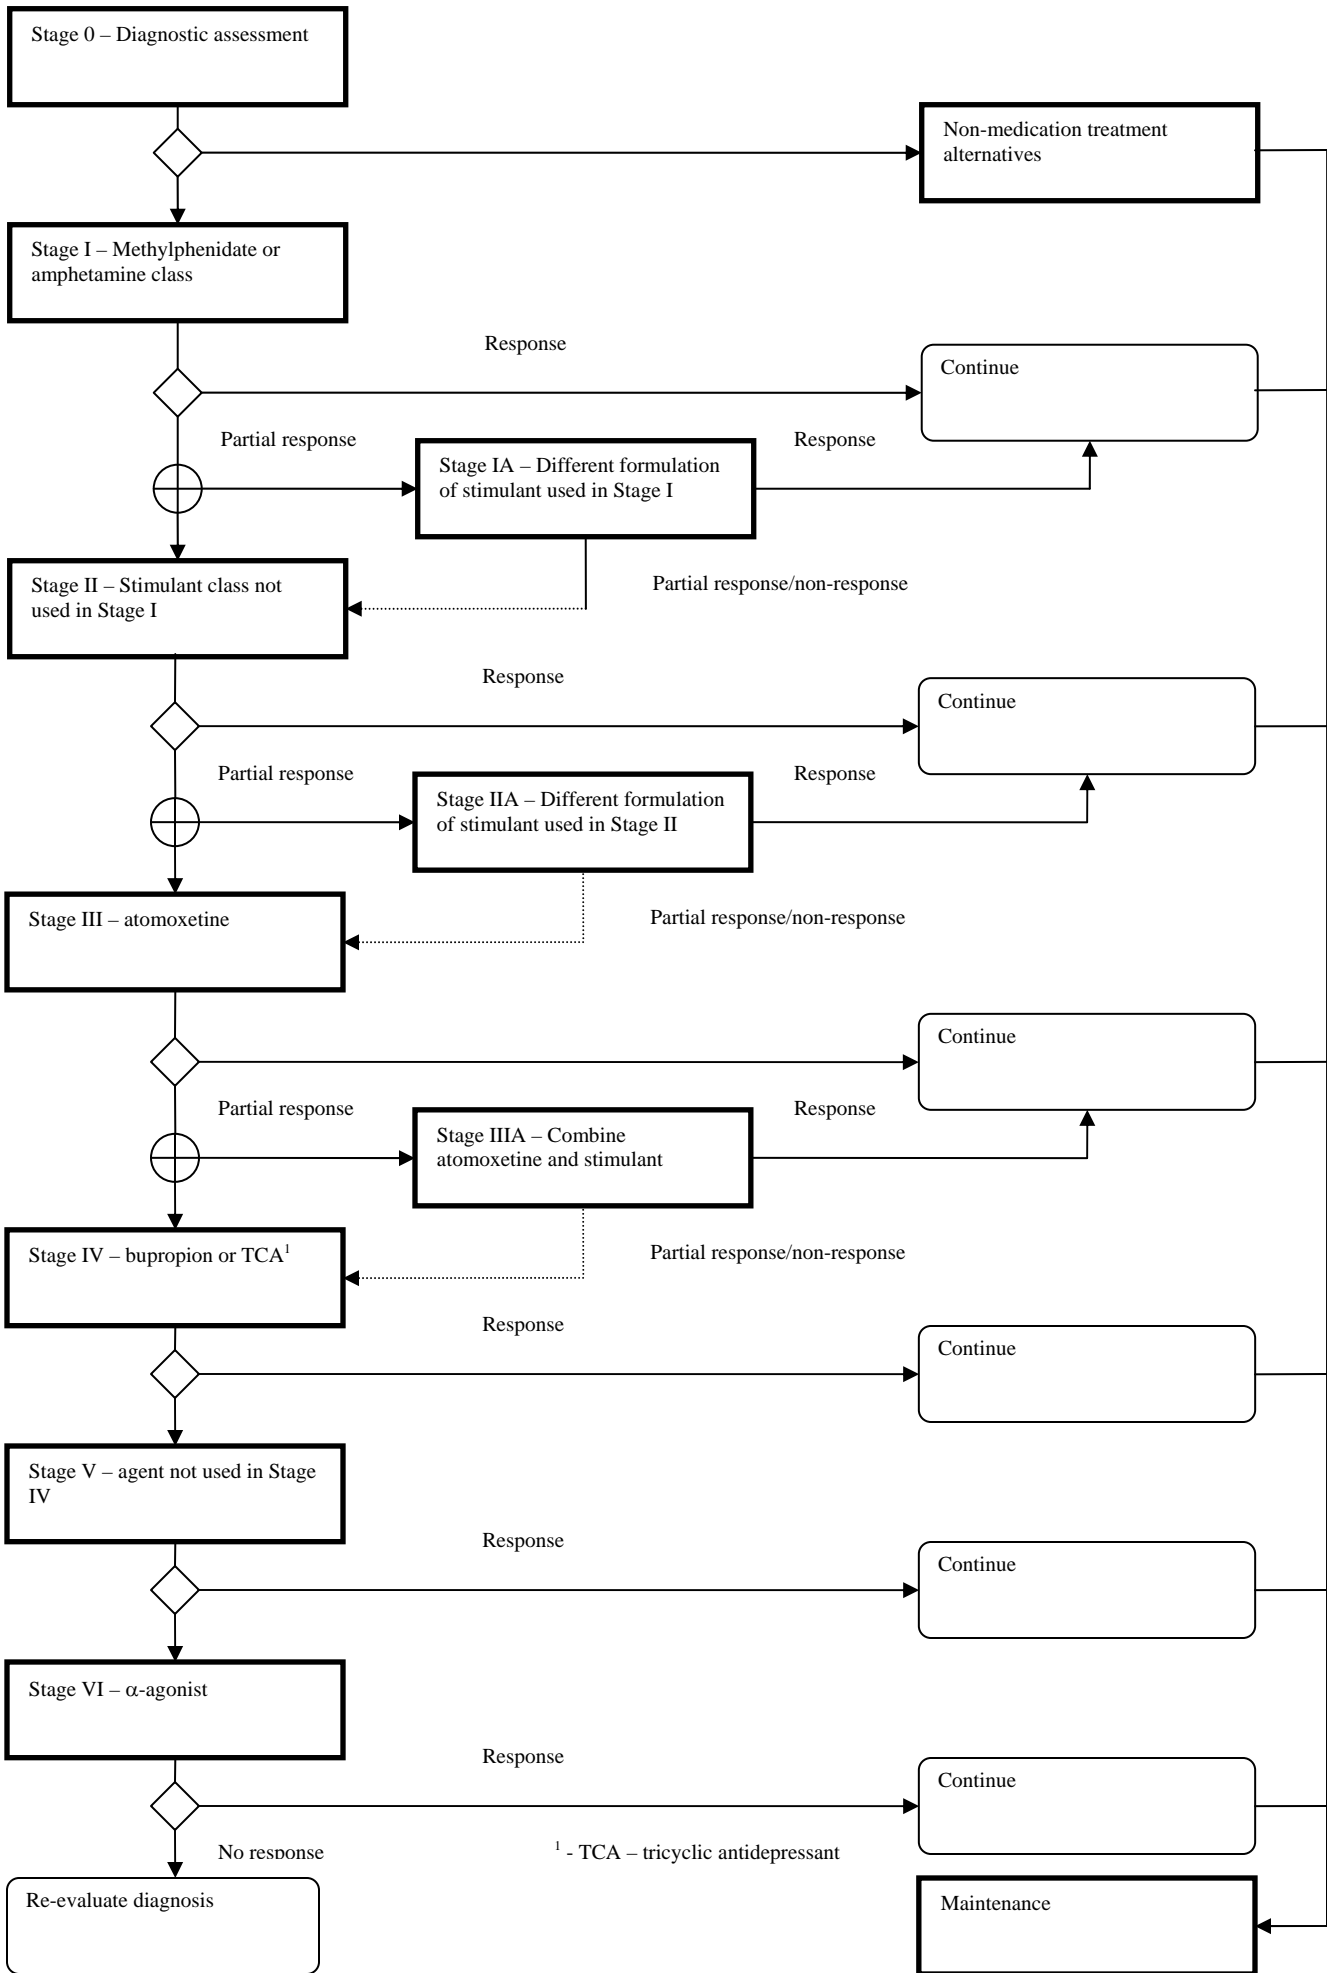 Stage 0 – Diagnostic assessment
Non-medication treatment
alternatives
Stage I – Methylphenidate or
amphetamine class
Response
Continue
Partial response
Response
Stage IA – Different formulation
of stimulant used in Stage I
Stage II – Stimulant class not
used in Stage I
Partial response/non-response
Response
Continue
Partial response
Response
Stage IIA – Different formulation
of stimulant used in Stage II
Stage III – atomoxetine
Partial response/non-response
Continue
Partial response
Response
Stage IIIA – Combine
atomoxetine and stimulant
Stage IV – bupropion or TCA¹
Partial response/non-response
Response
Continue
Stage V – agent not used in Stage
IV
Response
Continue
Stage VI – α-agonist
Response
Continue
No response
¹ - TCA – tricyclic antidepressant
Re-evaluate diagnosis
Maintenance